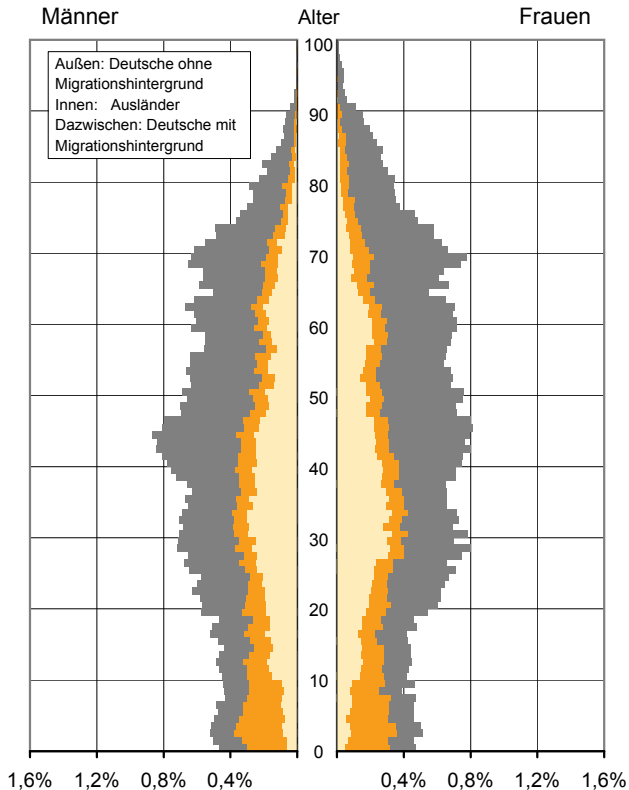 Männer Alter Frauen
Außen: Deutsche ohne
Migrationshintergrund
Innen: Ausländer
Dazwischen: Deutsche mit
Migrationshintergrund
100
90
80
70
60
50
40
30
20
10
0
1,6% 1,2% 0,8% 0,4% 0,4% 0,8% 1,2% 1,6%